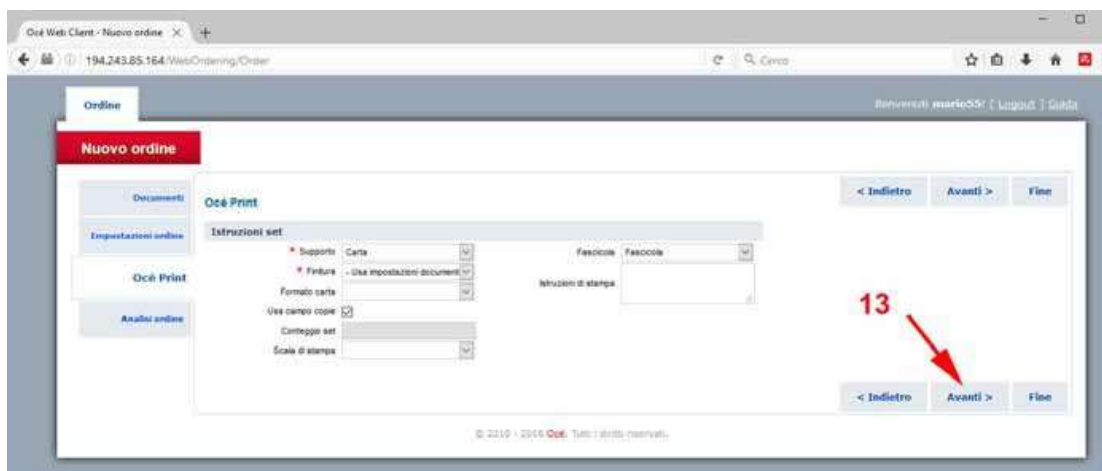 Océ Web Client - Nuovo ordine
194.243.85.164/WebOrdering/Order
Cerca
Ordine
Benvenuti mario55! [ Logout ] Guida
Nuovo ordine
Documenti
Impostazioni ordine
Océ Print
Analisi ordine
Océ Print
< Indietro Avanti > Fine
Istruzioni set
* Supporto Carta
* Finitura - Usa impostazioni document
Formato carta
Usa campo copie
Conteggio set
Scala di stampa
Fascicola Fascicola
Istruzioni di stampa
13
< Indietro Avanti > Fine
© 2010 - 2016 Océ. Tutti i diritti riservati.